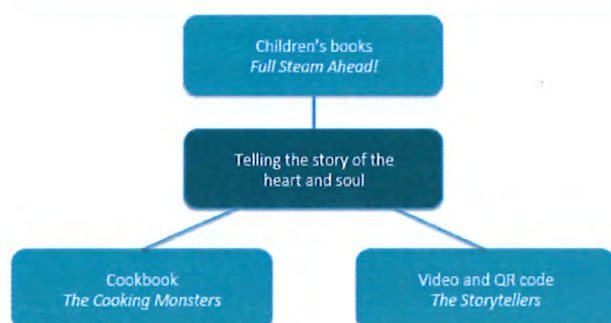 Children's books
Full Steam Ahead!
Telling the story of the
heart and soul
Cookbook
The Cooking Monsters
Video and QR code
The Storytellers